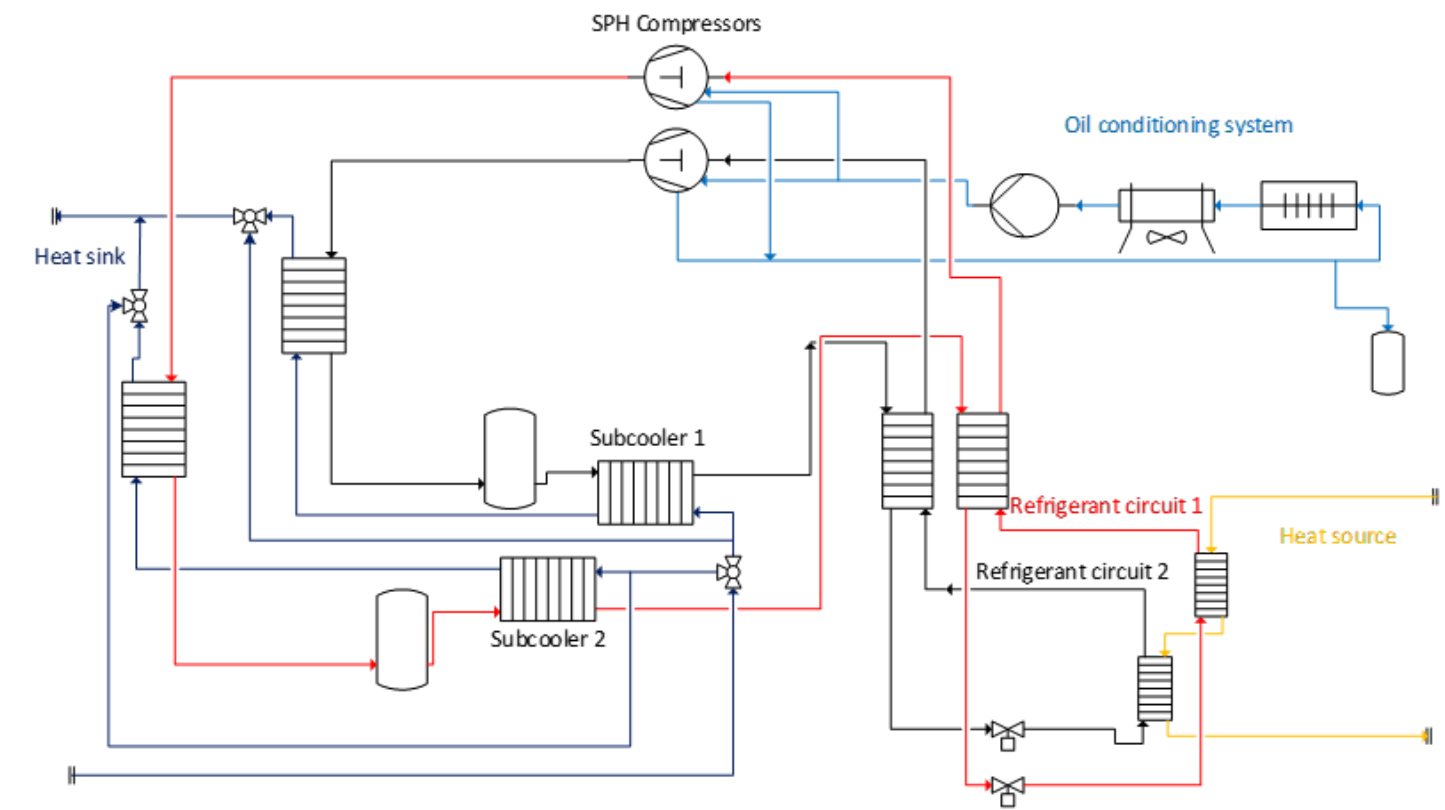 SPH Compressors
Oil conditioning system
Heat sink
Subcooler 1
Refrigerant circuit 1
Heat source
Refrigerant circuit 2
Subcooler 2